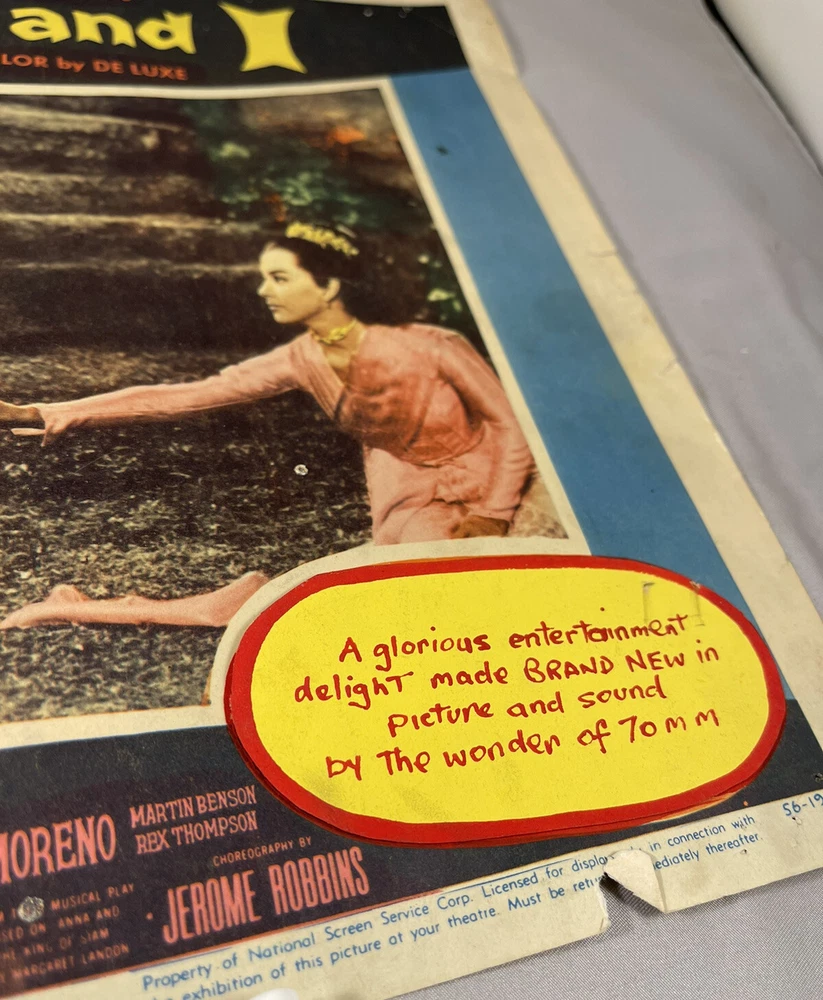 and I
LOR by DE LUXE
A glorious entertainment
delight made BRAND NEW in
picture and sound
by The wonder of 70mm
MORENO MARTIN BENSON
REX THOMPSON
CHOREOGRAPHY BY
JEROME ROBBINS
MUSICAL PLAY
ON ANNA AND
KING OF SIAM
MARGARET LANDON
Property of National Screen Service Corp. Licensed for display in connection with
exhibition of this picture at your theatre. Must be immediately thereafter.
56-19